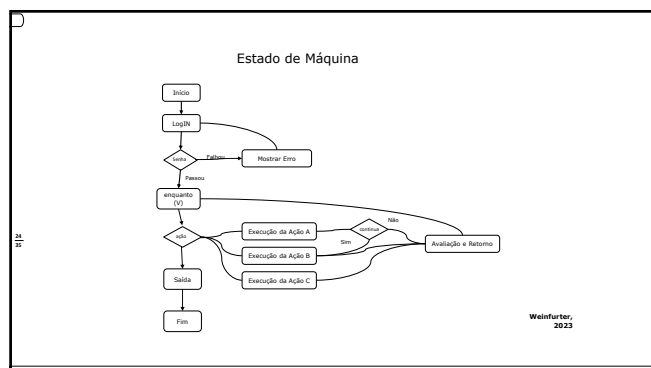 Estado de Máquina
Início
LogIN
Senha
Falhou
Mostrar Erro
Passou
enquanto
(V)
Não
Execução da Ação A
continua
24
35
ação
Sim
Avaliação e Retorno
Execução da Ação B
Saída
Execução da Ação C
Fim
Weinfurter,
2023